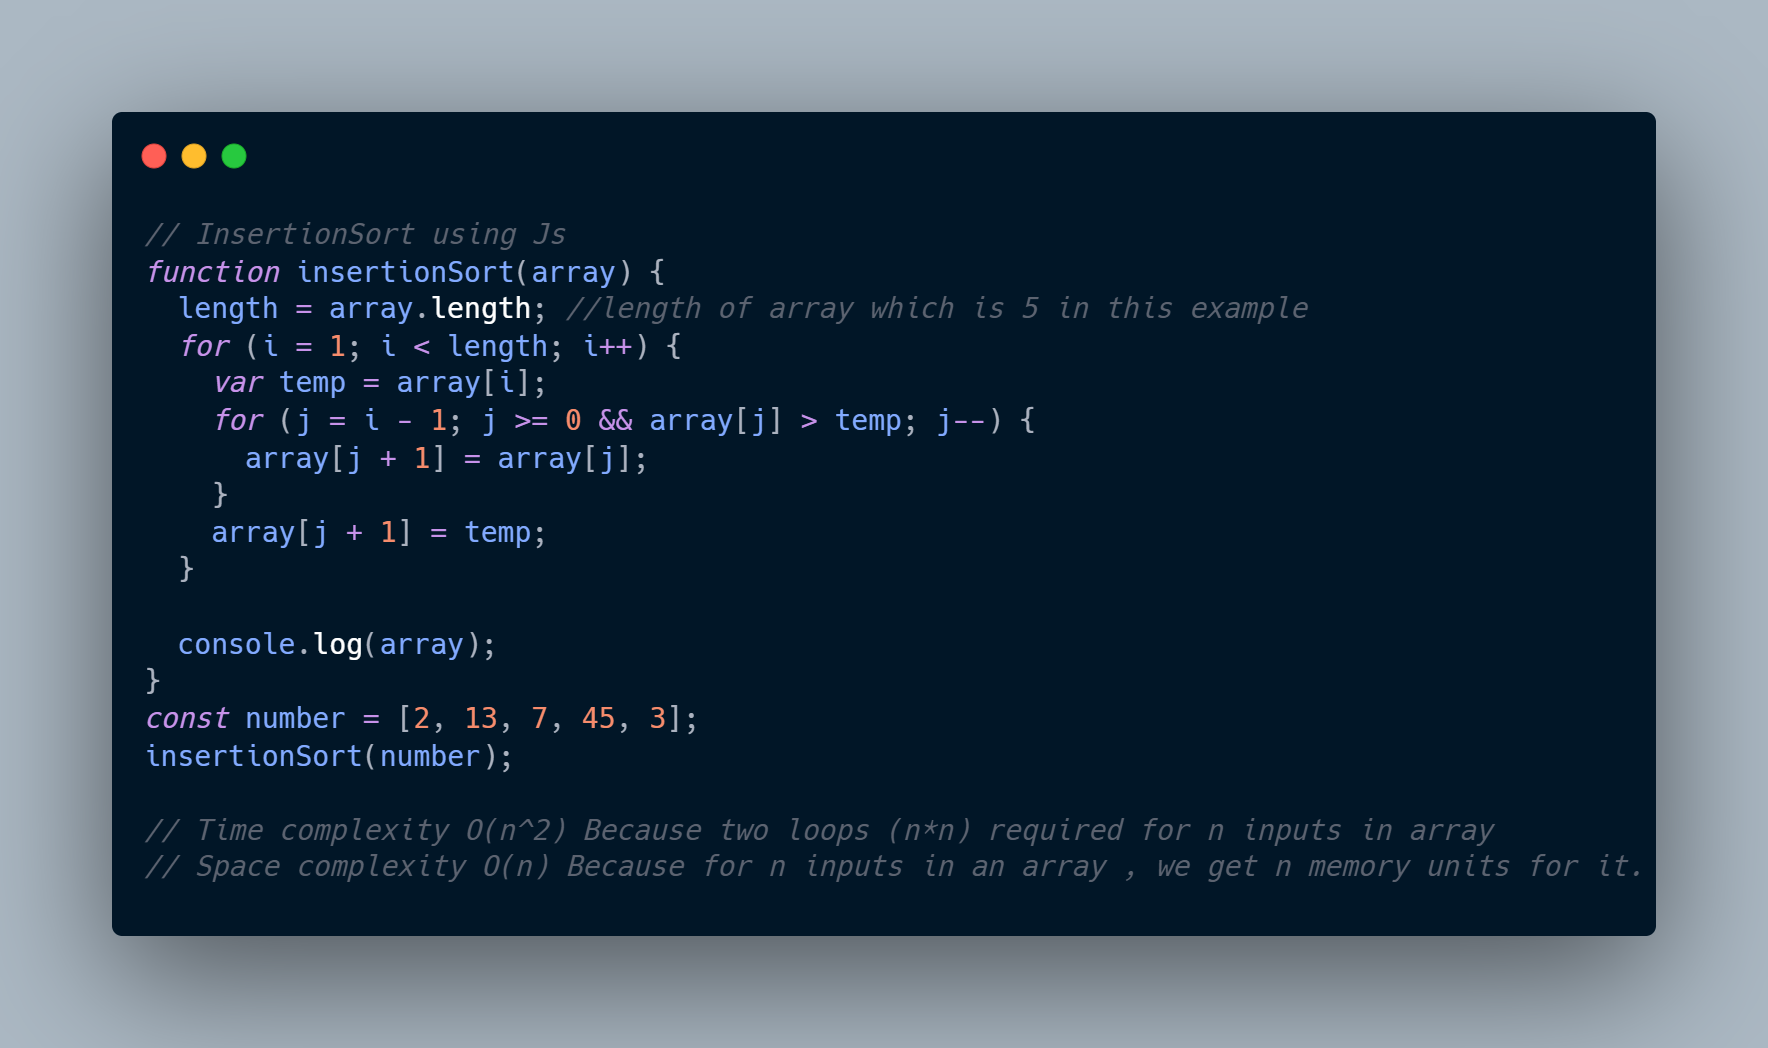 // InsertionSort using Js
function insertionSort(array) {
  length = array.length; //length of array which is 5 in this example
  for (i = 1; i < length; i++) {
    var temp = array[i];
    for (j = i - 1; j >= 0 && array[j] > temp; j--) {
      array[j + 1] = array[j];
    }
    array[j + 1] = temp;
  }

  console.log(array);
}
const number = [2, 13, 7, 45, 3];
insertionSort(number);

// Time complexity O(n^2) Because two loops (n*n) required for n inputs in array
// Space complexity O(n) Because for n inputs in an array , we get n memory units for it.